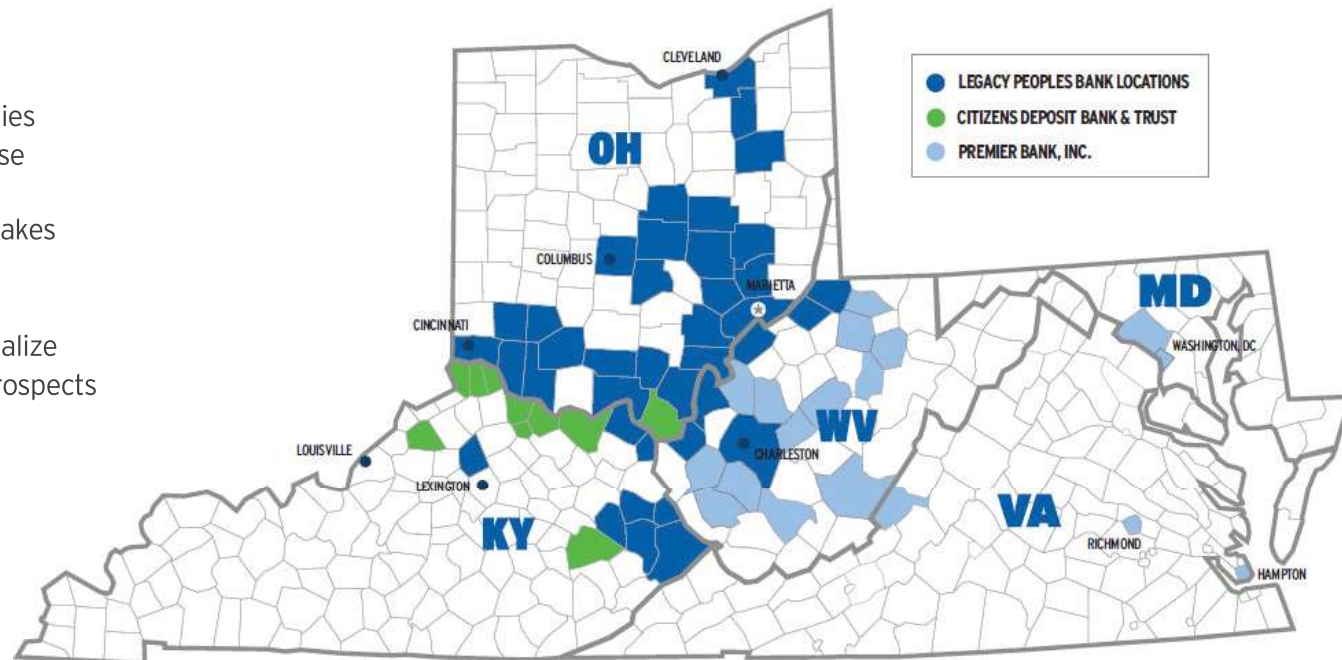 ies
se
akes
alize
rospects
CLEVELAND
LEGACY PEOPLES BANK LOCATIONS
CITIZENS DEPOSIT BANK & TRUST
PREMIER BANK, INC.
OH
COLUMBUS
MARIETTA
MD
CINCINNATI
WASHINGTON, DC
WV
LOUISVILLE
CHARLESTON
LEXINGTON
VA
KY
RICHMOND
HAMPTON